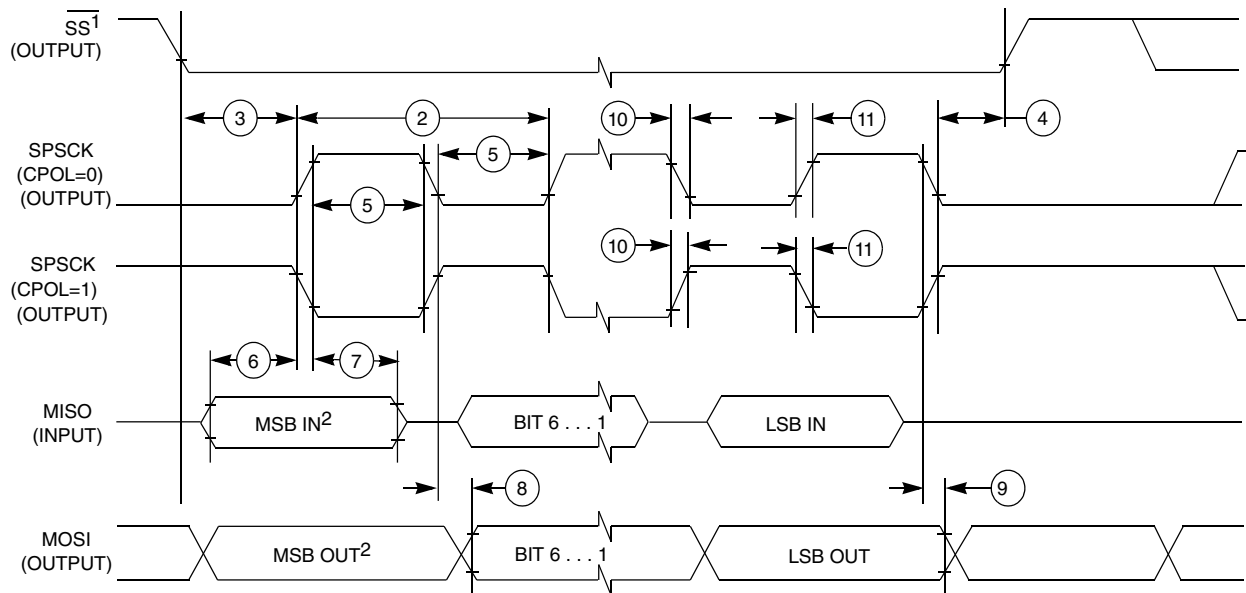 SS1
(OUTPUT)
3
2
10
11
4
SPSCK
(CPOL=0)
(OUTPUT)
5
5
SPSCK
(CPOL=1)
(OUTPUT)
10
11
6
7
MISO
(INPUT)
MSB IN2
BIT 6 . . . 1
LSB IN
8
9
MOSI
(OUTPUT)
MSB OUT2
BIT 6 . . . 1
LSB OUT